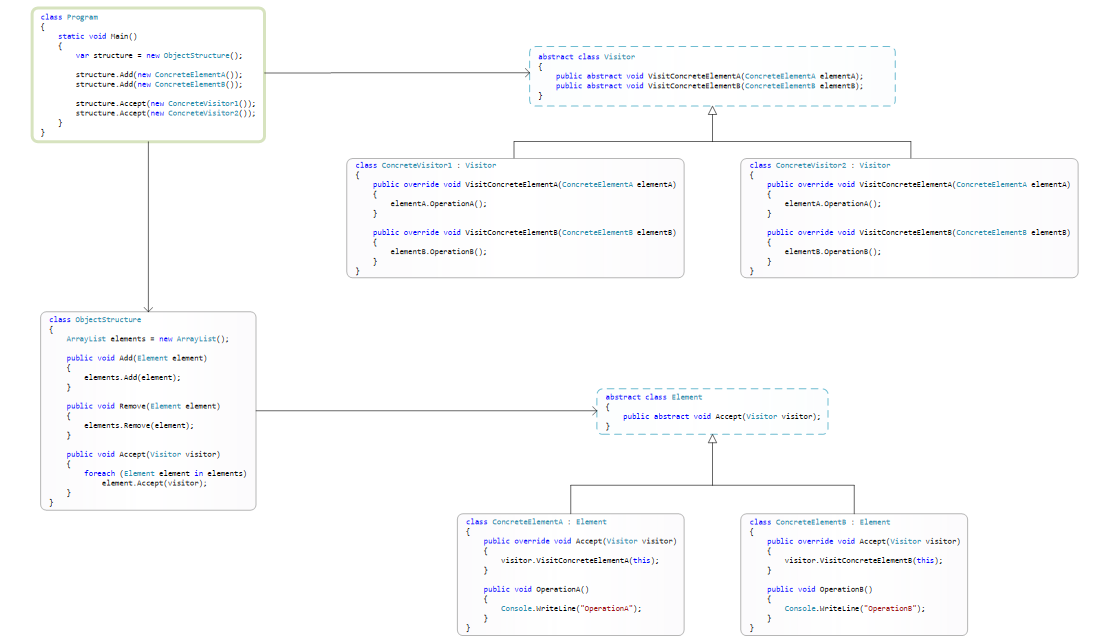 class Program
{
static void Main()
{
var structure = new ObjectStructure();
structure.Add(new ConcreteElementA());
structure.Add(new ConcreteElementB());
structure.Accept(new ConcreteVisitor1());
structure.Accept(new ConcreteVisitor2());
}
}
abstract class Visitor
{
public abstract void VisitConcreteElementA(ConcreteElementA elementA);
public abstract void VisitConcreteElementB(ConcreteElementB elementB);
}
class ConcreteVisitor1 : Visitor
{
public override void VisitConcreteElementA(ConcreteElementA elementA)
{
elementA.OperationA();
}
public override void VisitConcreteElementB(ConcreteElementB elementB)
{
elementB.OperationB();
}
}
class ConcreteVisitor2 : Visitor
{
public override void VisitConcreteElementA(ConcreteElementA elementA)
{
elementA.OperationA();
}
public override void VisitConcreteElementB(ConcreteElementB elementB)
{
elementB.OperationB();
}
}
class ObjectStructure
{
ArrayList elements = new ArrayList();
public void Add(Element element)
{
elements.Add(element);
}
public void Remove(Element element)
{
elements.Remove(element);
}
public void Accept(Visitor visitor)
{
foreach (Element element in elements)
element.Accept(visitor);
}
}
abstract class Element
{
public abstract void Accept(Visitor visitor);
}
class ConcreteElementA : Element
{
public override void Accept(Visitor visitor)
{
visitor.VisitConcreteElementA(this);
}
public void OperationA()
{
Console.WriteLine("OperationA");
}
}
class ConcreteElementB : Element
{
public override void Accept(Visitor visitor)
{
visitor.VisitConcreteElementB(this);
}
public void OperationB()
{
Console.WriteLine("OperationB");
}
}